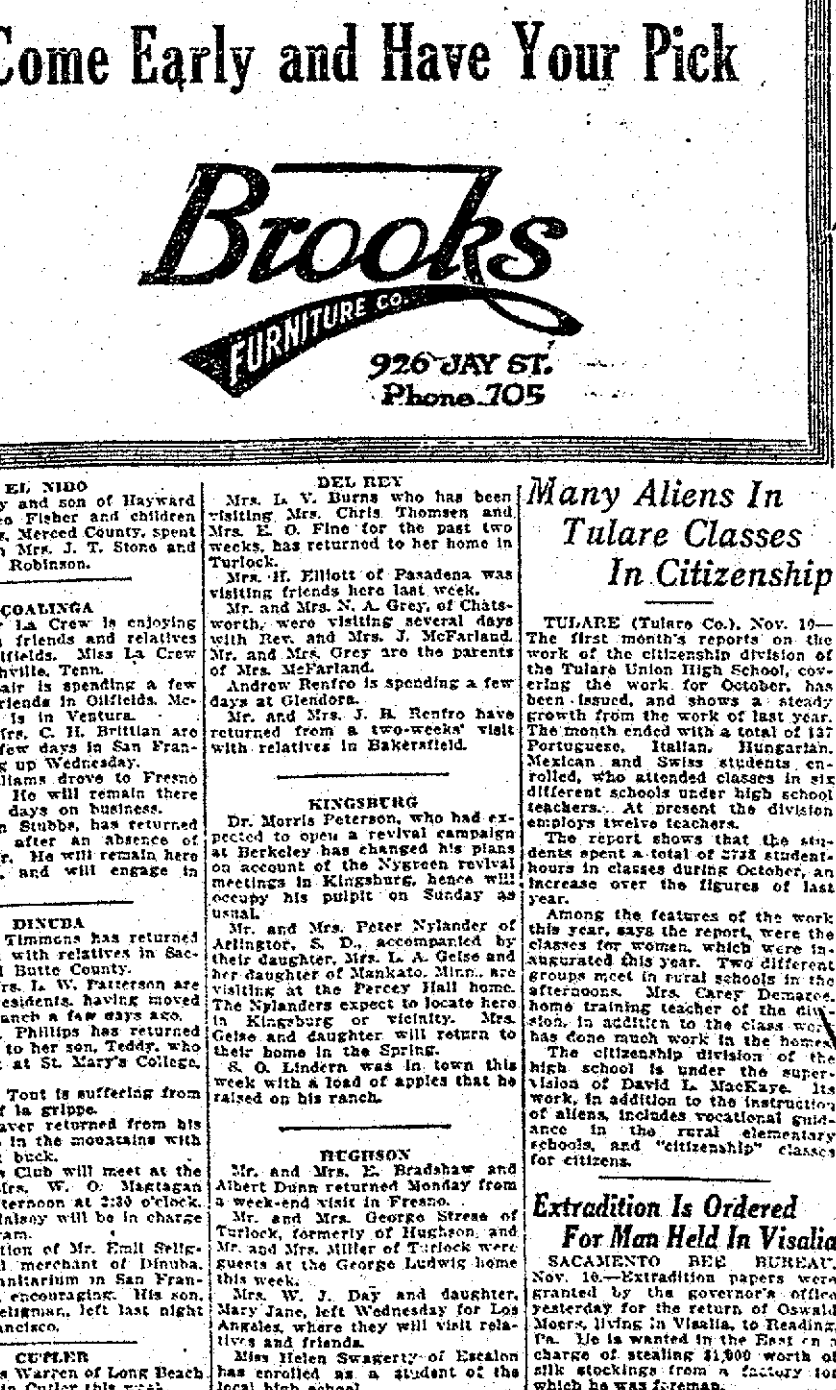 Come Early and Have Your Pick
Brooks
FURNITURE CO.
926 JAY ST.
Phone 705
EL NIDO
y and son of Hayward
Fisher and children
Merced County, spent
Mrs. J. T. Stone and
Robinson.
COALINGA
La Crew is enjoying
friends and relatives
lfields. Miss La Crew
hville, Tenn.
air is spending a few
riends in Oilfields. Mc-
is in Ventura.
rs. C. H. Brittian are
few days in San Fran-
g up Wednesday.
liams drove to Fresno
He will remain there
days on business.
n Stubbs, has returned
after an absence of
r. He will remain here
and will engage in
DINUBA
Timmons has returned
with relatives in Sac-
Butte County.
rs. L. W. Patterson are
esidents, having moved
anch a few days ago.
Phillips has returned
to her son, Teddy, who
at St. Mary's College.
Tout is suffering from
f la grippe.
aver returned from his
in the mountains with
buck.
Club will meet at the
rs. W. O. Magtagan
ternoon at 2:30 o'clock.
will be in charge
ram.
tion of Mr. Emil Selig-
merchant of Dinuba,
anitarium in San Fran-
encouraging. His son,
eligman, left last night
ancisco.
CUTLER
s Warren of Long Beach
in Cutler this week
DEL REY
Mrs. L. V. Burns who has been
visiting Mrs. Chris Thomsen and
Mrs. E. O. Fine for the past two
weeks, has returned to her home in
Turlock.
Mrs. H. Elliott of Pasadena was
visiting friends here last week.
Mr. and Mrs. N. A. Grey, of Chats-
worth, were visiting several days
with Rev. and Mrs. J. McFarland.
Mr. and Mrs. Grey are the parents
of Mrs. McFarland.
Andrew Renfro is spending a few
days at Glendora.
Mr. and Mrs. J. B. Renfro have
returned from a two-weeks' visit
with relatives in Bakersfield.
KINGSBURG
Dr. Morris Peterson, who had ex-
pected to open a revival campaign
at Berkeley has changed his plans
on account of the Nygreen revival
meetings in Kingsburg, hence will
occupy his pulpit on Sunday as
usual.
Mr. and Mrs. Peter Nylander of
Arlington, S. D., accompanied by
their daughter, Mrs. L. A. Geise and
her daughter of Mankato, Minn., are
visiting at the Percey Hall home.
The Nylanders expect to locate here
in Kingsburg or vicinity. Mrs.
Geise and daughter will return to
their home in the Spring.
S. O. Lindern was in town this
week with a load of apples that he
raised on his ranch.
HUGHSON
Mr. and Mrs. E. Bradshaw and
Albert Dunn returned Monday from
a week-end visit in Fresno.
Mr. and Mrs. George Strese of
Turlock, formerly of Hughson, and
Mr. and Mrs. Miller of Turlock were
guests at the George Ludwig home
this week.
Mrs. W. J. Day and daughter,
Mary Jane, left Wednesday for Los
Angeles, where they will visit rela-
tives and friends.
Miss Helen Swagerty of Escalon
has enrolled as a student of the
local high school.
Many Aliens In
Tulare Classes
In Citizenship
TULARE (Tulare Co.), Nov. 10—
The first month's reports on the
work of the citizenship division of
the Tulare Union High School, cov-
ering the work for October, has
been issued, and shows a steady
growth from the work of last year.
The month ended with a total of 137
Portuguese, Italian, Hungarian,
Mexican and Swiss students en-
rolled, who attended classes in six
different schools under high school
teachers. At present the division
employs twelve teachers.
The report shows that the stu-
dents spent a total of 2738 student-
hours in classes during October, an
increase over the figures of last
year.
Among the features of the work
this year, says the report, were the
classes for women, which were in-
augurated this year. Two different
groups meet in rural schools in the
afternoons. Mrs. Carey Demaree,
home training teacher of the divi-
sion, in addition to the class work
has done much work in the homes.
The citizenship division of the
high school is under the super-
vision of David L. MacKaye. Its
work, in addition to the instruction
of aliens, includes vocational guid-
ance in the rural elementary
schools, and "citizenship" classes
for citizens.
Extradition Is Ordered
For Man Held In Visalia
SACAMENTO BEE BUREAU,
Nov. 10.—Extradition papers were
granted by the governor's office
yesterday for the return of Oswald
Moers, living in Visalia, to Reading,
Pa. He is wanted in the East on a
charge of stealing $1,000 worth of
silk stockings from a factory for
which he was foreman.